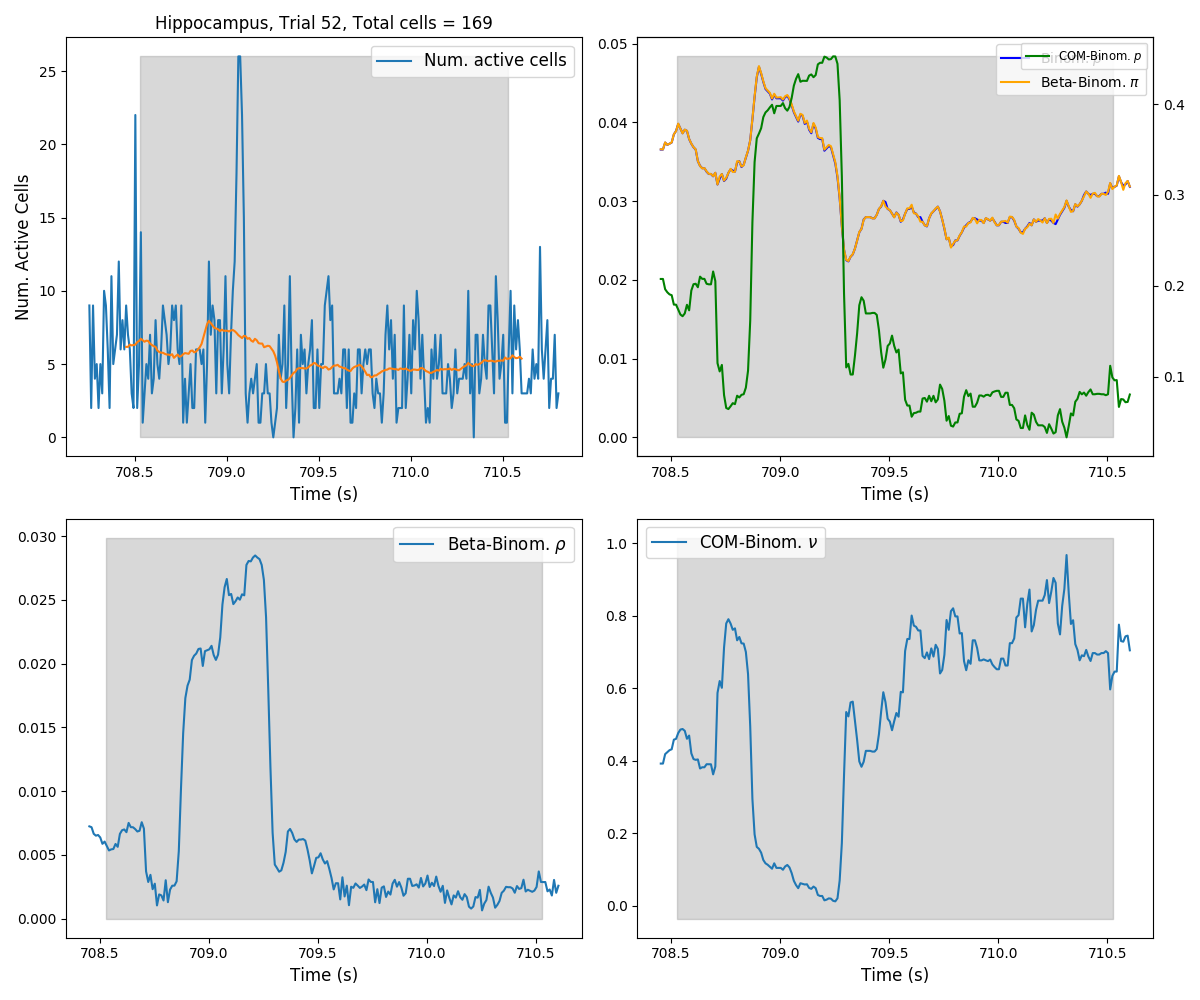 Hippocampus, Trial 52, Total cells = 169
Num. active cells
Num. Active Cells
25
20
15
10
5
0
708.5 709.0 709.5 710.0 710.5
Time (s)
COM-Binom. p
Beta-Binom. π
0.05
0.04
0.03
0.02
0.01
0.00
0.4
0.3
0.2
0.1
708.5 709.0 709.5 710.0 710.5
Time (s)
Beta-Binom. ρ
0.030
0.025
0.020
0.015
0.010
0.005
0.000
708.5 709.0 709.5 710.0 710.5
Time (s)
COM-Binom. ν
1.0
0.8
0.6
0.4
0.2
0.0
708.5 709.0 709.5 710.0 710.5
Time (s)